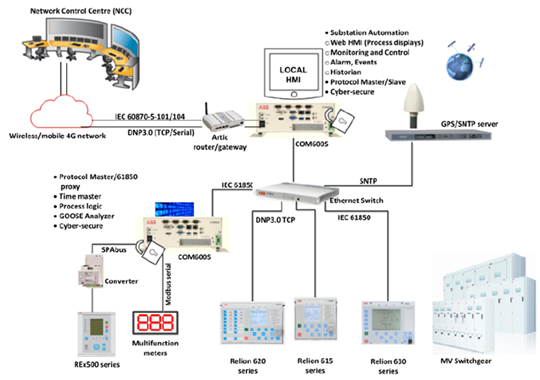 Network Control Centre (NCC)
• Substation Automation
○ Web HMI (Process displays)
○ Monitoring and Control
○ Alarm, Events
○ Historian
• Protocol Master/Slave
• Cyber-secure
LOCAL
HMI
IEC 60870-5-101/104
DNP3.0 (TCP/Serial)
Wireless/mobile 4G network
Artic
router/gateway
ABB
COM600S
GPS/SNTP server
• Protocol Master/61850
proxy
• Time master
• Process logic
• GOOSE Analyzer
• Cyber-secure
IEC 61850
SNTP
Ethernet Switch
DNP3.0 TCP
IEC 61850
ABB
COM600S
SPAbus
Converter
Modbus serial
888
REx500 series
Multifunction
meters
Relion 620
series
Relion 615
series
Relion 630
series
MV Switchgear